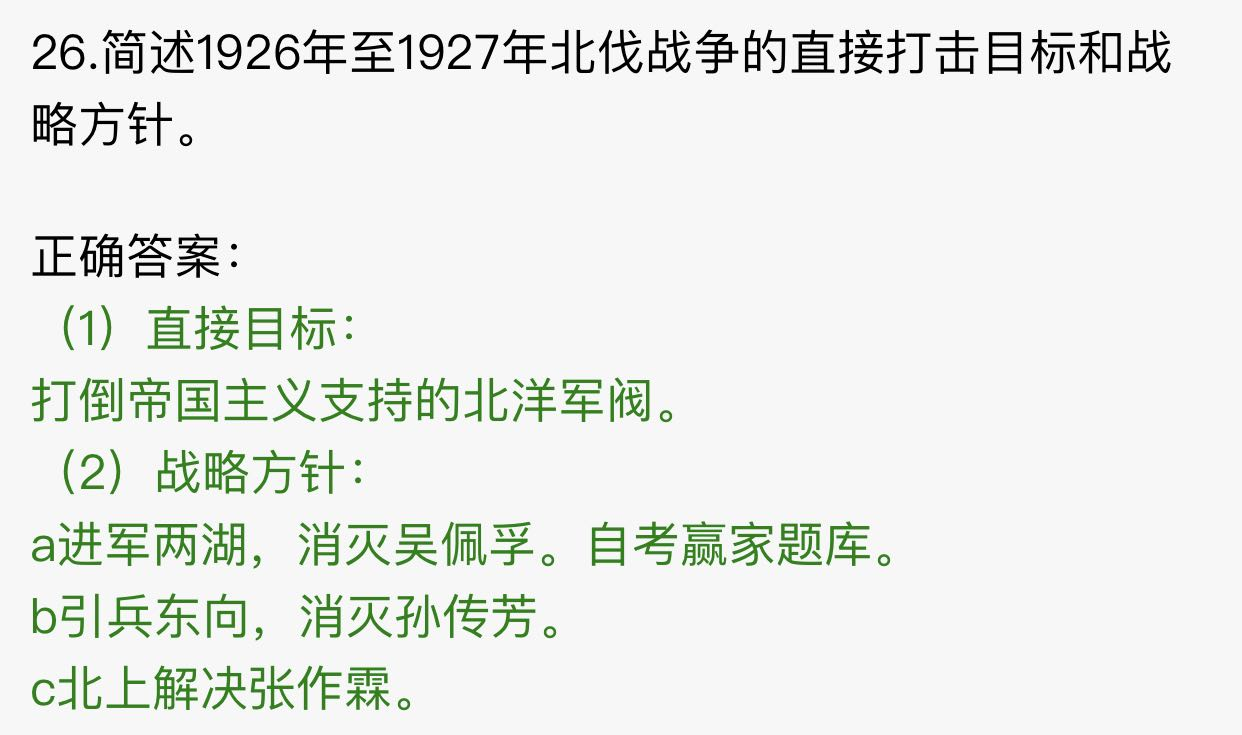 26.简述1926年至1927年北伐战争的直接打击目标和战
略方针。
正确答案：
（1）直接目标：
打倒帝国主义支持的北洋军阀。
（2）战略方针：
a进军两湖，消灭吴佩孚。自考赢家题库。
b引兵东向，消灭孙传芳。
c北上解决张作霖。